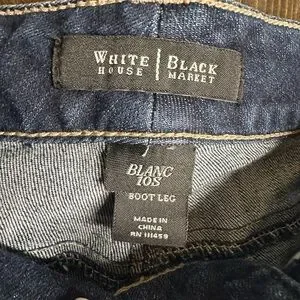 WHITE | BLACK
HOUSE | MARKET
BLANC
10S
BOOT LEG
MADE IN
CHINA
RN 111459